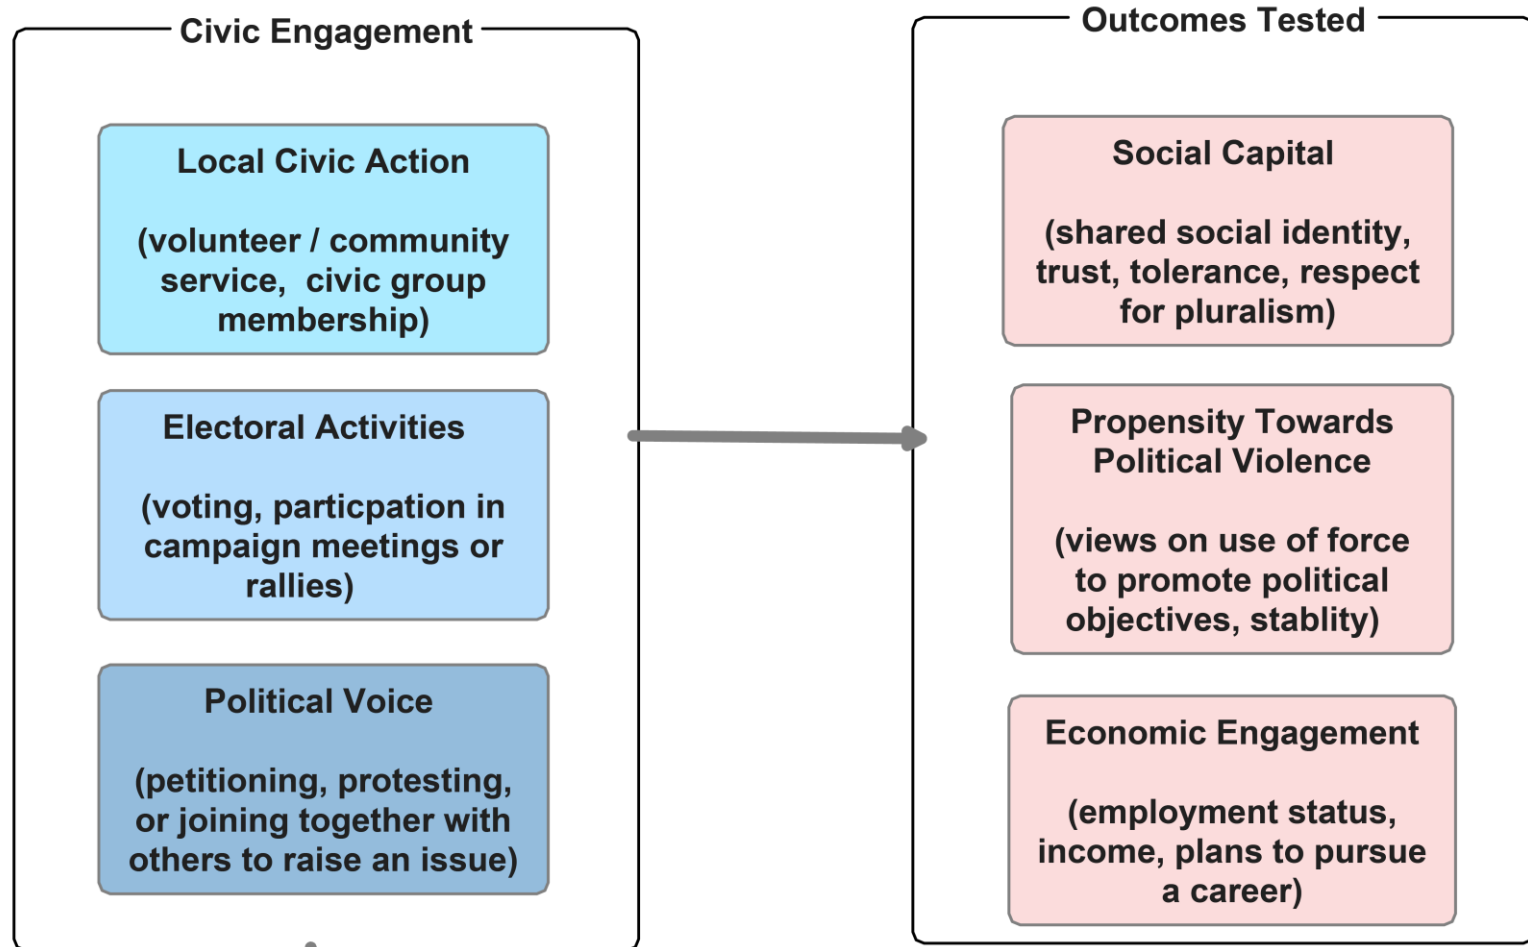 Civic Engagement
Local Civic Action
(volunteer / community
service, civic group
membership)
Electoral Activities
(voting, particpation in
campaign meetings or
rallies)
Political Voice
(petitioning, protesting,
or joining together with
others to raise an issue)
Outcomes Tested
Social Capital
(shared social identity,
trust, tolerance, respect
for pluralism)
Propensity Towards
Political Violence
(views on use of force
to promote political
objectives, stablity)
Economic Engagement
(employment status,
income, plans to pursue
a career)